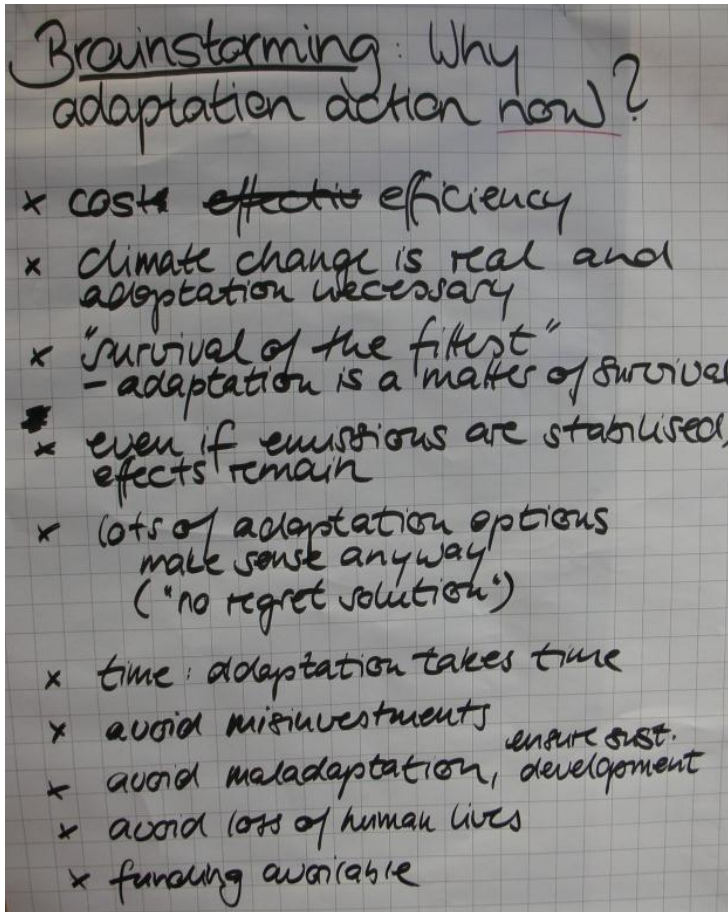 Brainstorming: Why
adaptation action now?
x cost effectiv efficiency
x climate change is real and
adaptation necessary
x "survival of the fittest"
- adaptation is a matter of survival
x even if emissions are stabilised,
effects remain
x lots of adaptation options
make sense anyway
("no regret solution")
x time: adaptation takes time
x avoid misinvestments
x avoid maladaptation, ensure sust.
development
x avoid loss of human lives
x funding available